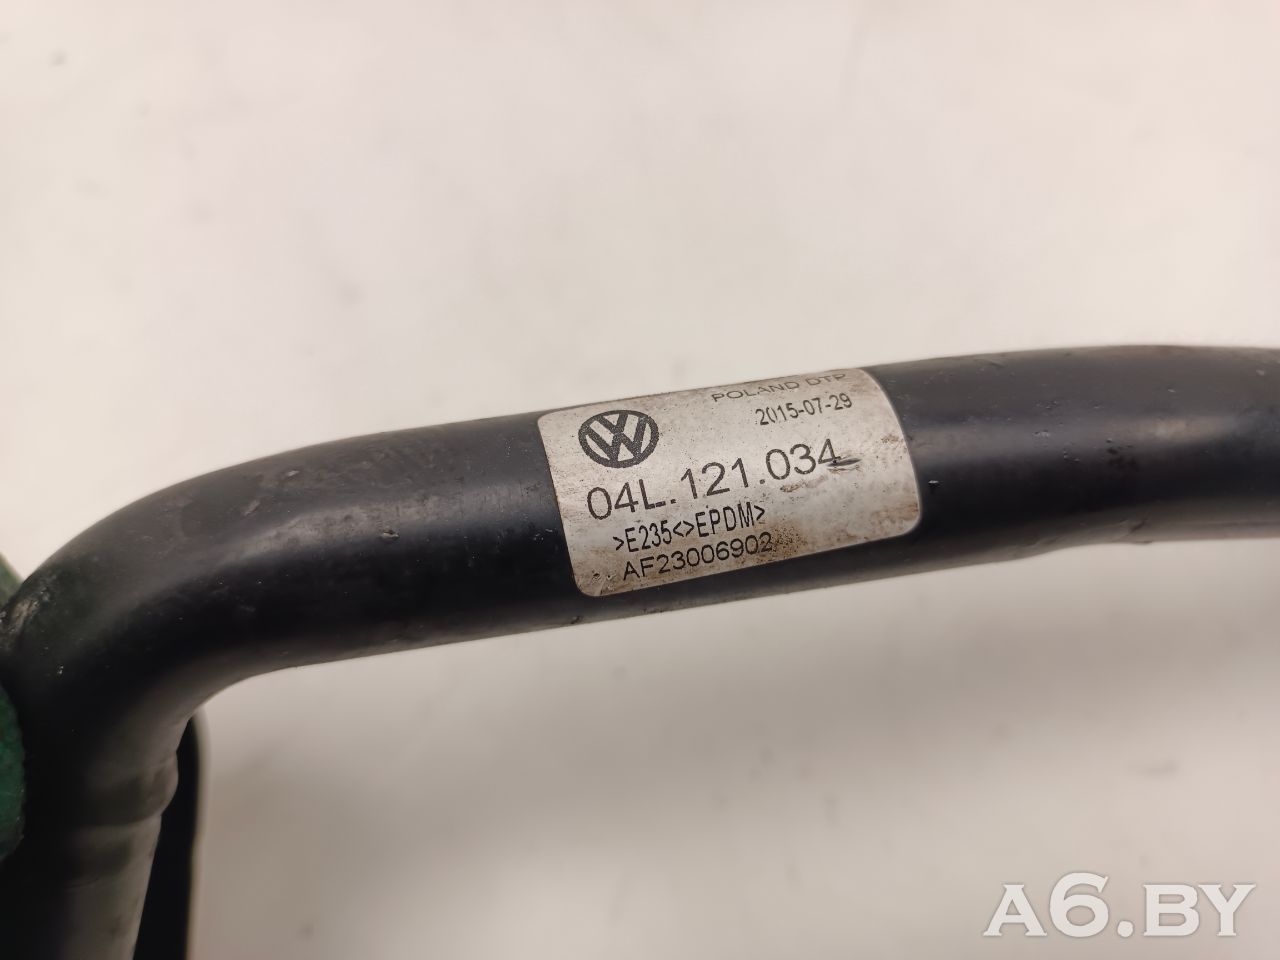 POLAND DTP
2015-07-29
04L.121.034
>E235<>EPDM>
AF23006902
A6.BY